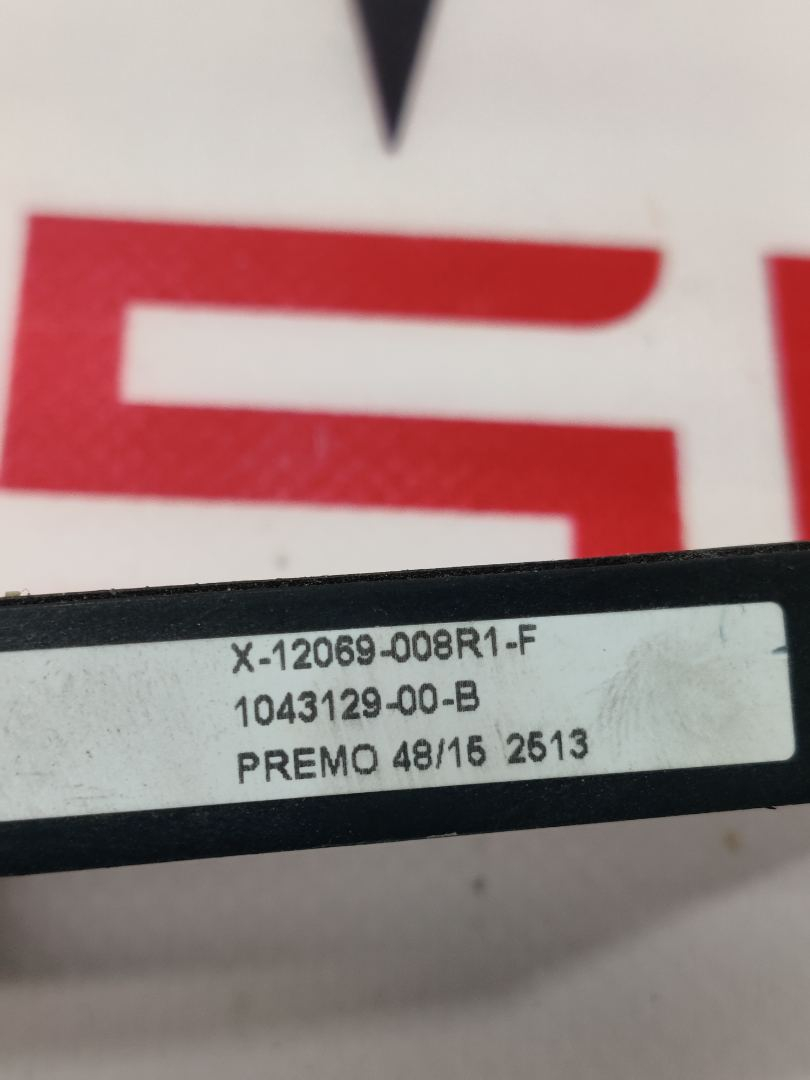 X-12069-008R1-F
1043129-00-B
PREMO 48/15 2513